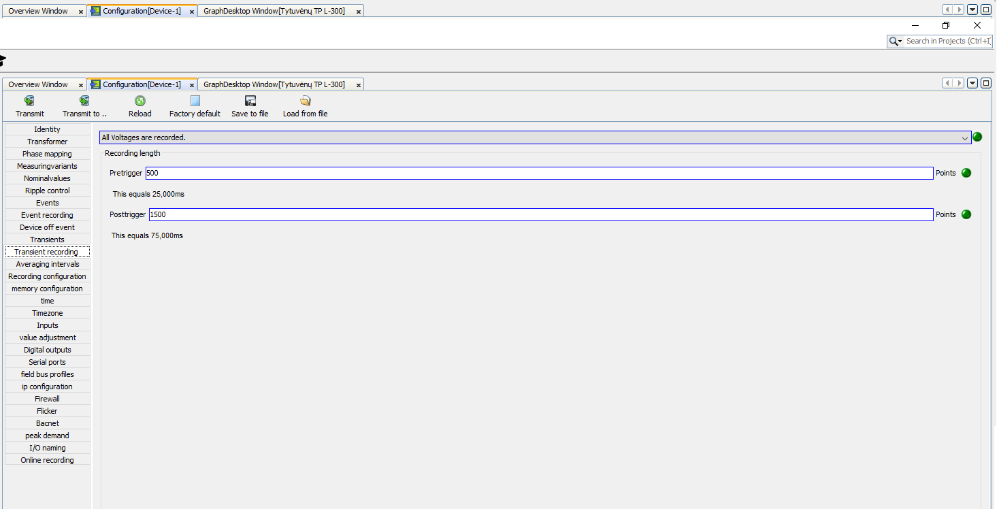 Overview Window x Configuration[Device-1] x GraphDesktop Window[Tytuvėnų TP L-300] x
Search in Projects (Ctrl+I)
Overview Window x Configuration[Device-1] x GraphDesktop Window[Tytuvėnų TP L-300] x
Transmit Transmit to .. Reload Factory default Save to file Load from file
Identity
Transformer
Phase mapping
Measuringvariants
Nominalvalues
Ripple control
Events
Event recording
Device off event
Transients
Transient recording
Averaging intervals
Recording configuration
memory configuration
time
Timezone
Inputs
value adjustment
Digital outputs
Serial ports
field bus profiles
ip configuration
Firewall
Flicker
Bacnet
peak demand
I/O naming
Online recording
All Voltages are recorded.
Recording length
Pretrigger 500 Points
This equals 25,000ms
Posttrigger 1500 Points
This equals 75,000ms